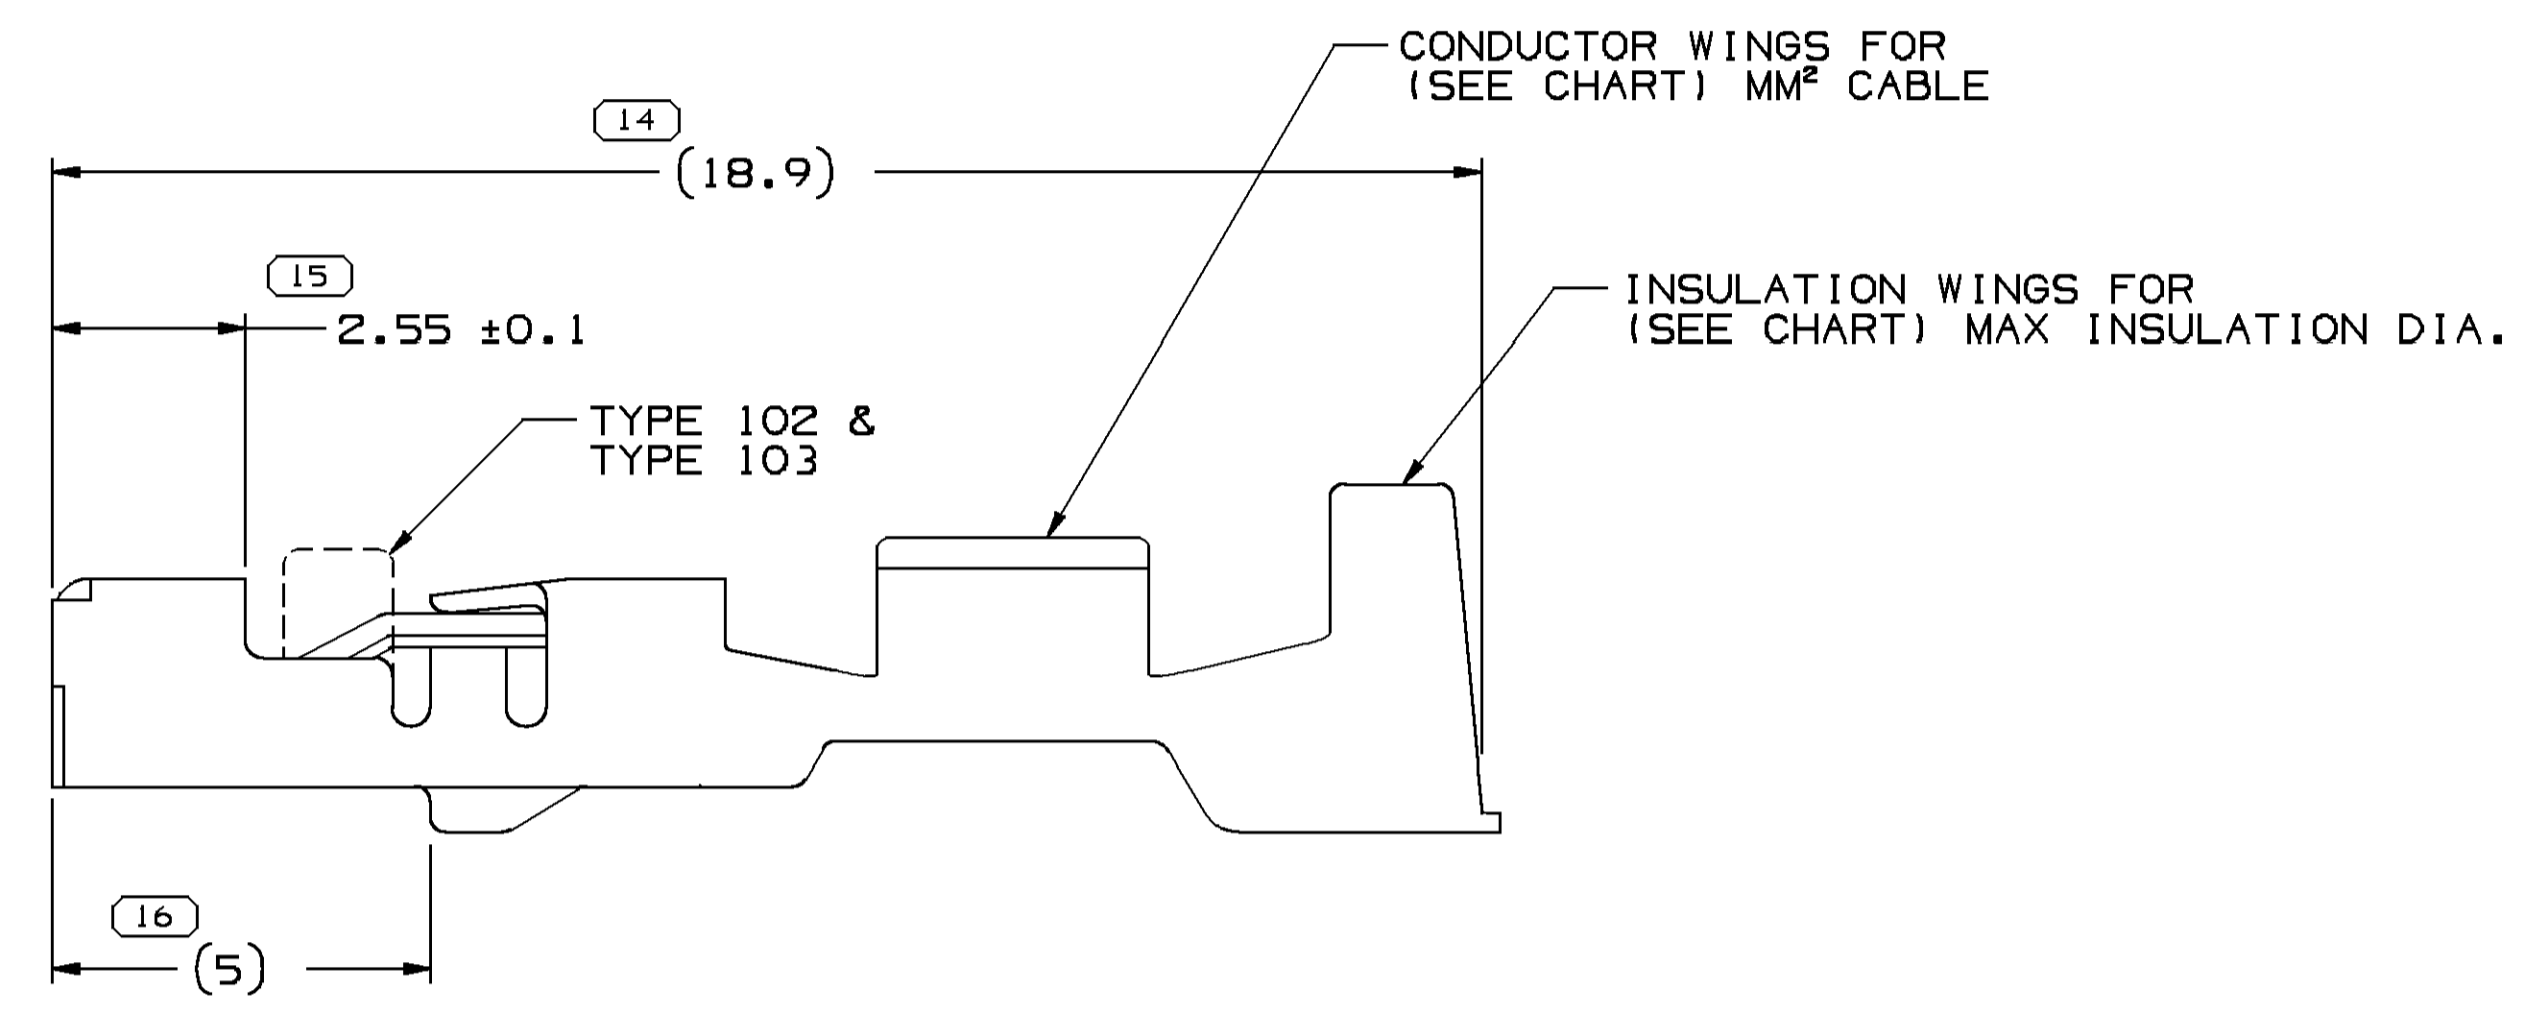 CONDUCTOR WINGS FOR
(SEE CHART) MM² CABLE
14
(18.9)
15
2.55 ±0.1
INSULATION WINGS FOR
(SEE CHART) MAX INSULATION DIA.
TYPE 102 &
TYPE 103
16
(5)